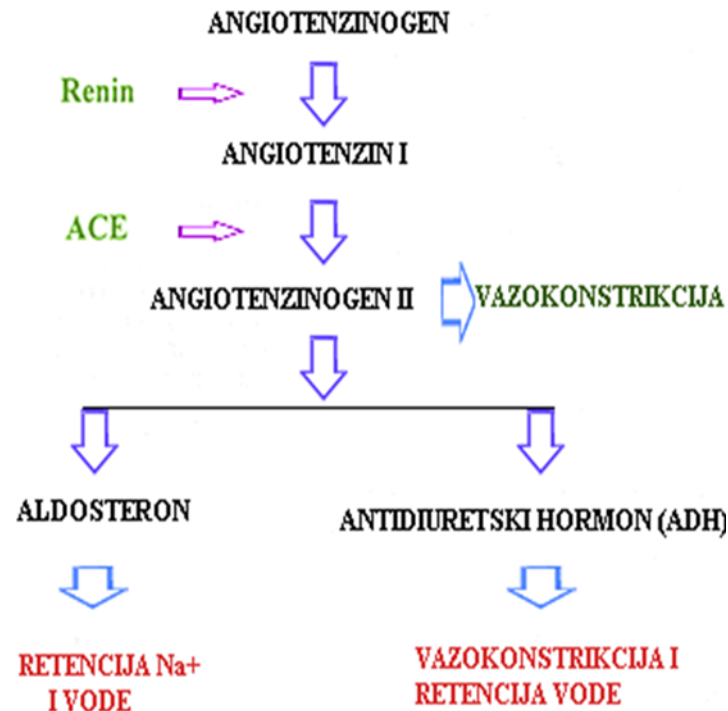 ANGIOTENZINOGEN
Renin
ANGIOTENZIN I
ACE
ANGIOTENZINOGEN II
VAZOKONSTRIKCIJA
ALDOSTERON
ANTIDIURETSKI HORMON (ADH)
RETENCIJA Na+
I VODE
VAZOKONSTRIKCIJA I
RETENCIJA VODE